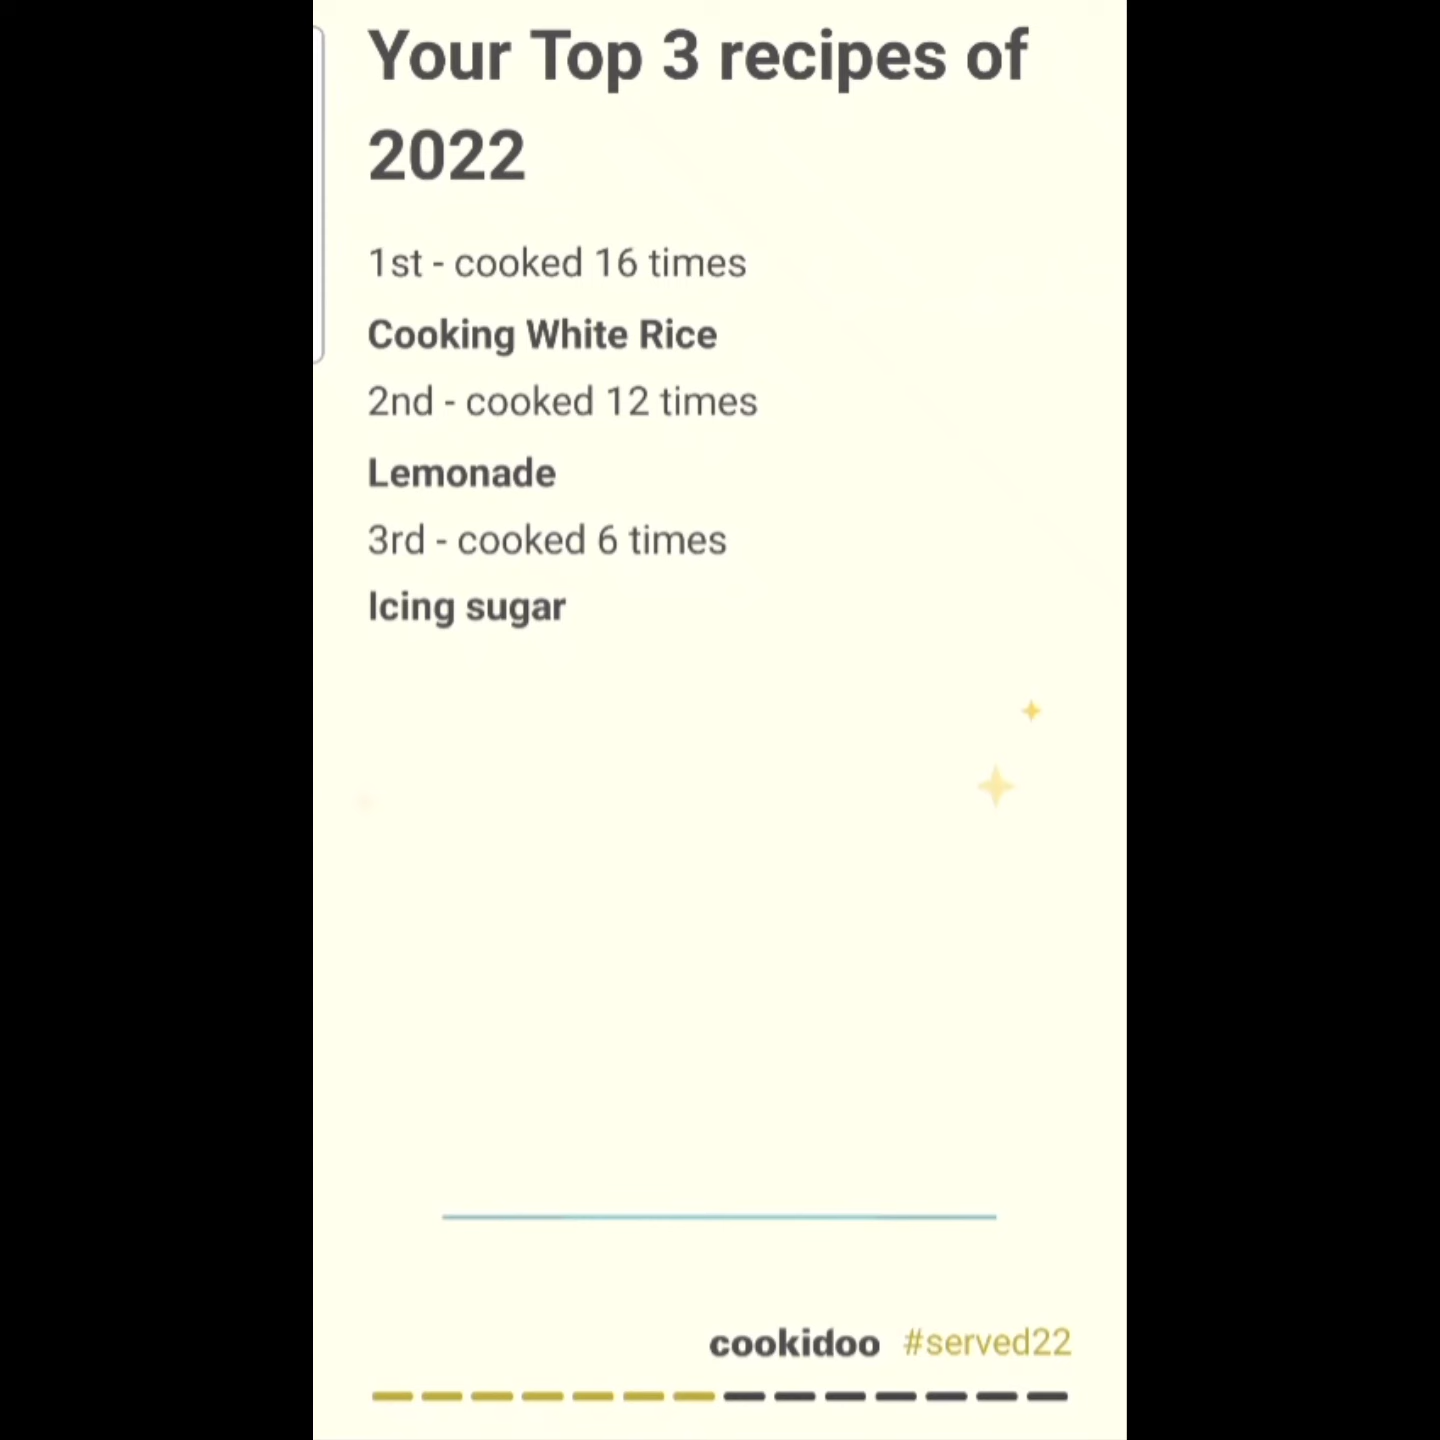 Your Top 3 recipes of
2022
1st - cooked 16 times
Cooking White Rice
2nd - cooked 12 times
Lemonade
3rd - cooked 6 times
Icing sugar
cookidoo #served22